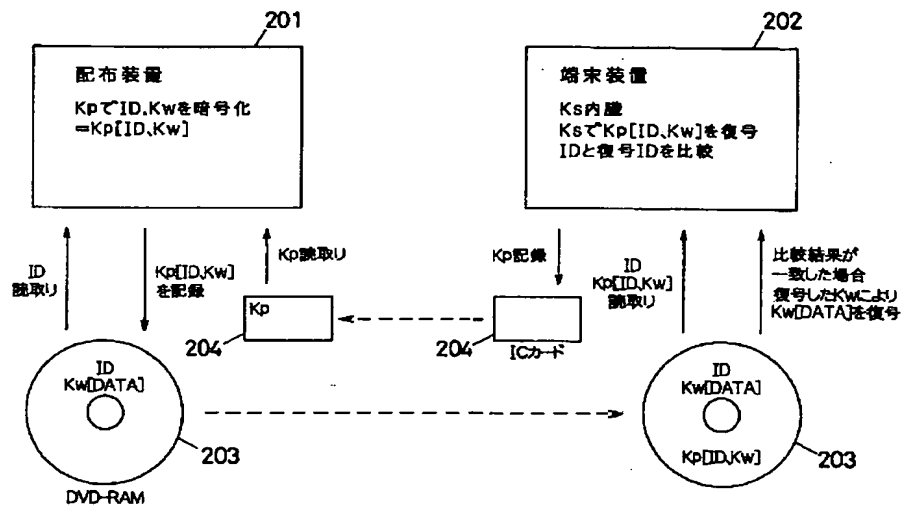 201
配布装置
KpでID,Kwを暗号化
=Kp[ID,Kw]
202
端末装置
Ks内臓
KsでKp[ID,Kw]を復号
IDと復号IDを比較
ID
読取り
Kp[ID,Kw]
を記録
Kp読取り
Kp
204
Kp記録
204
ICカード
ID
Kp[ID,Kw]
読取り
比較結果が
一致した場合
復号したKwにより
Kw[DATA]を復号
ID
Kw[DATA]
203
DVD-RAM
ID
Kw[DATA]
Kp[ID,Kw]
203